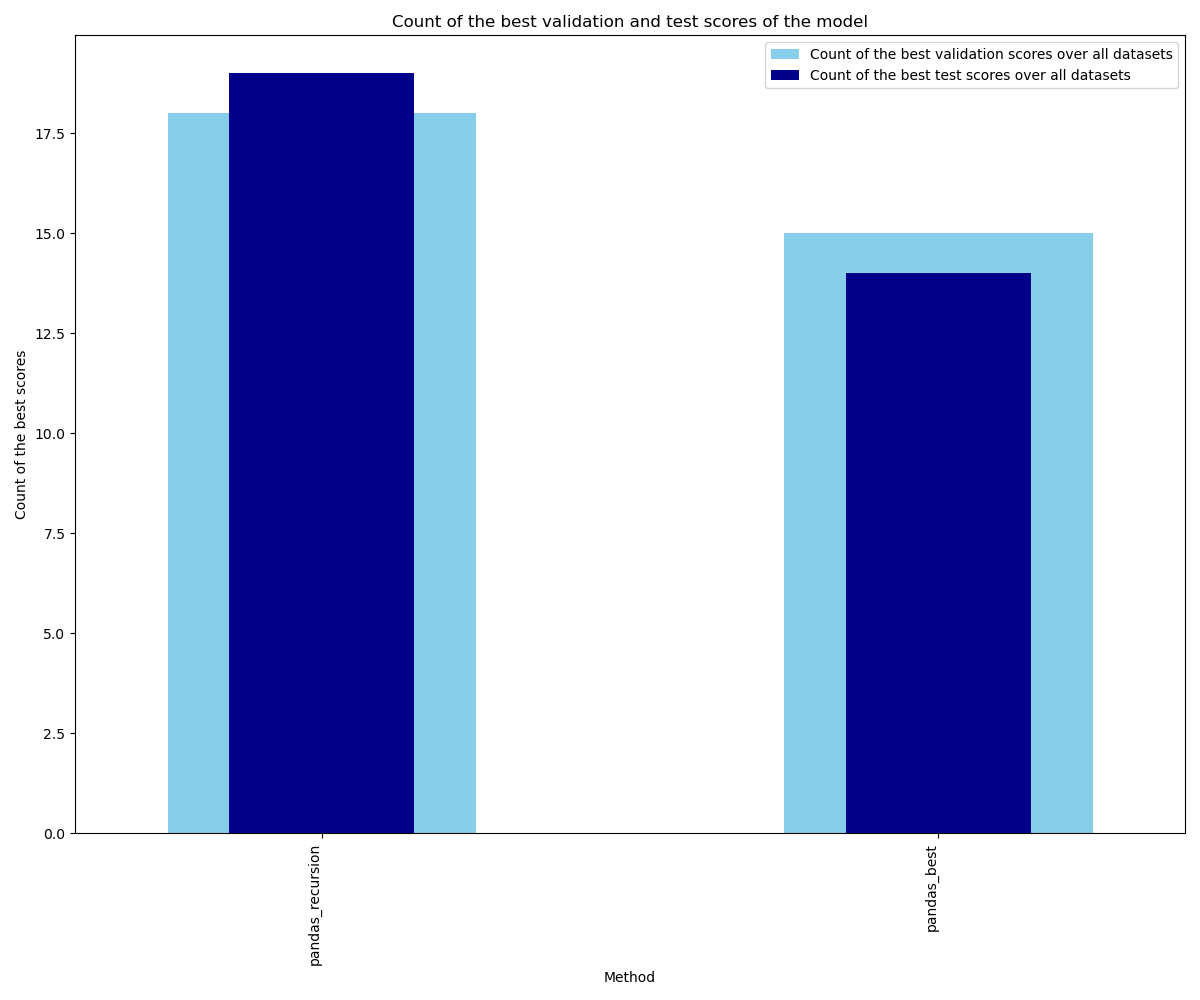 Count of the best validation and test scores of the model
Count of the best validation scores over all datasets
Count of the best test scores over all datasets
Count of the best scores
17.5
15.0
12.5
10.0
7.5
5.0
2.5
0.0
pandas_recursion
pandas_best
Method